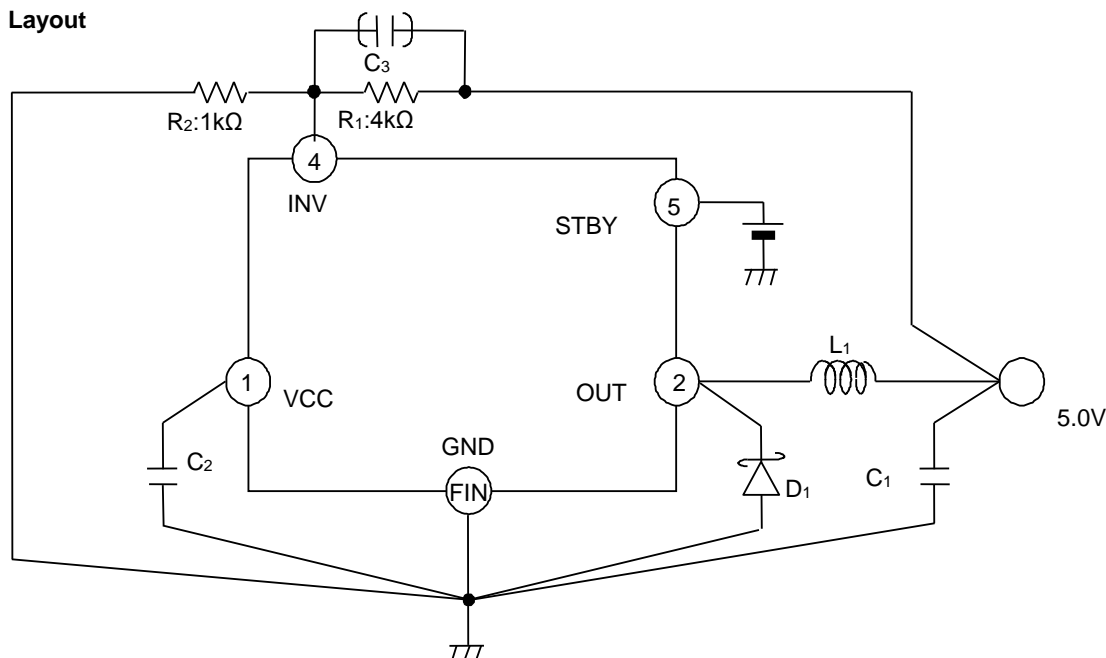 Layout
C₃
R₂:1kΩ
R₁:4kΩ
4
INV
5
STBY
L₁
1
VCC
OUT
2
5.0V
GND
C₂
FIN
D₁
C₁